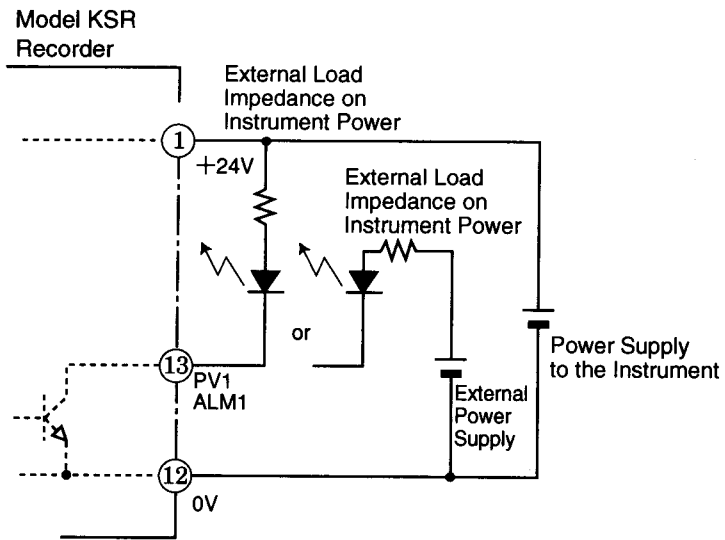 Model KSR
Recorder
External Load
Impedance on
Instrument Power
1
+24V
External Load
Impedance on
Instrument Power
or
13
PV1
ALM1
Power Supply
to the Instrument
External
Power
Supply
12
0V